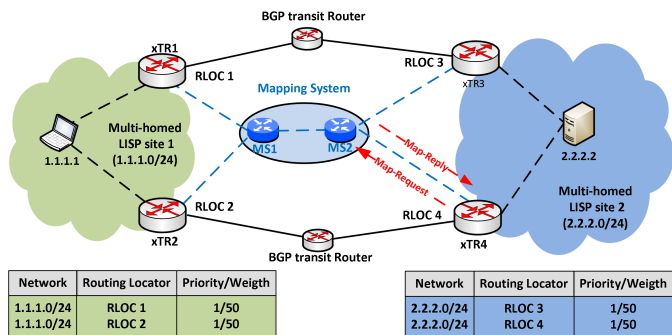 BGP transit Router
xTR1
RLOC 1
RLOC 3
xTR3
Mapping System
Multi-homed
LISP site 1
(1.1.1.0/24)
1.1.1.1
MS1
MS2
Map-Reply
Map-Request
2.2.2.2
Multi-homed
LISP site 2
(2.2.2.0/24)
RLOC 2
RLOC 4
xTR2
xTR4
BGP transit Router
Network Routing Locator Priority/Weigth
1.1.1.0/24 RLOC 1 1/50
1.1.1.0/24 RLOC 2 1/50
Network Routing Locator Priority/Weigth
2.2.2.0/24 RLOC 3 1/50
2.2.2.0/24 RLOC 4 1/50